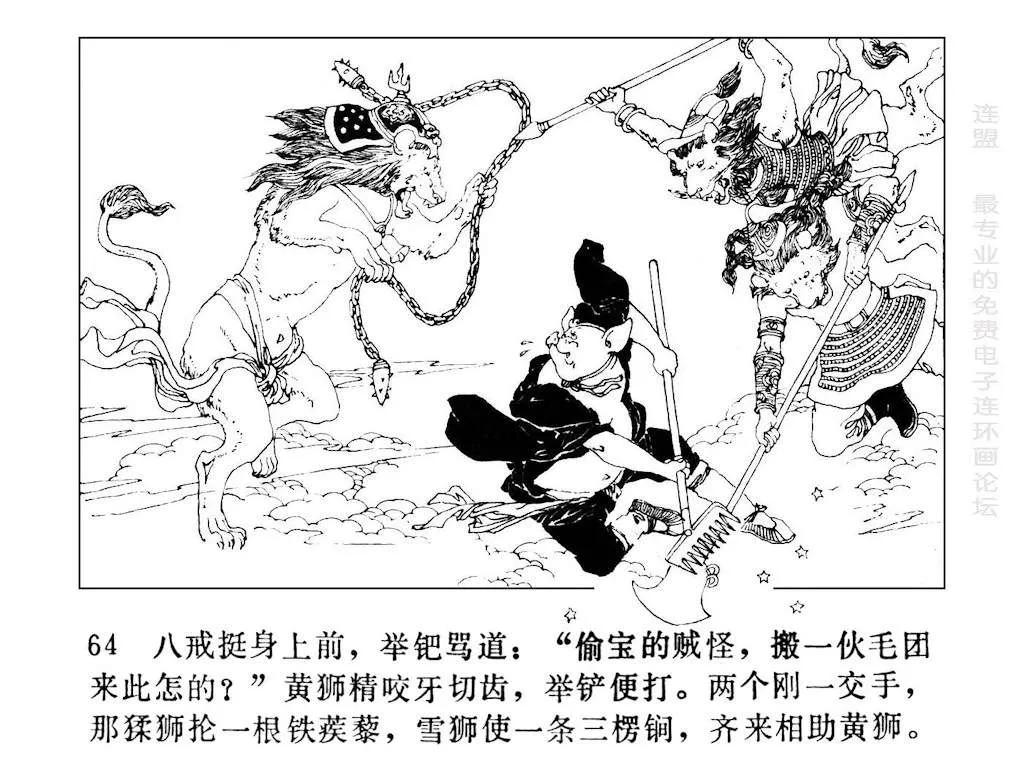 64 八戒挺身上前，举钯骂道：“偷宝的贼怪，搬一伙毛团
来此怎的？”黄狮精咬牙切齿，举铲便打。两个刚一交手，
那猱狮抡一根铁蒺藜，雪狮使一条三楞锏，齐来相助黄狮。
连盟 最专业的免费电子连环画论坛